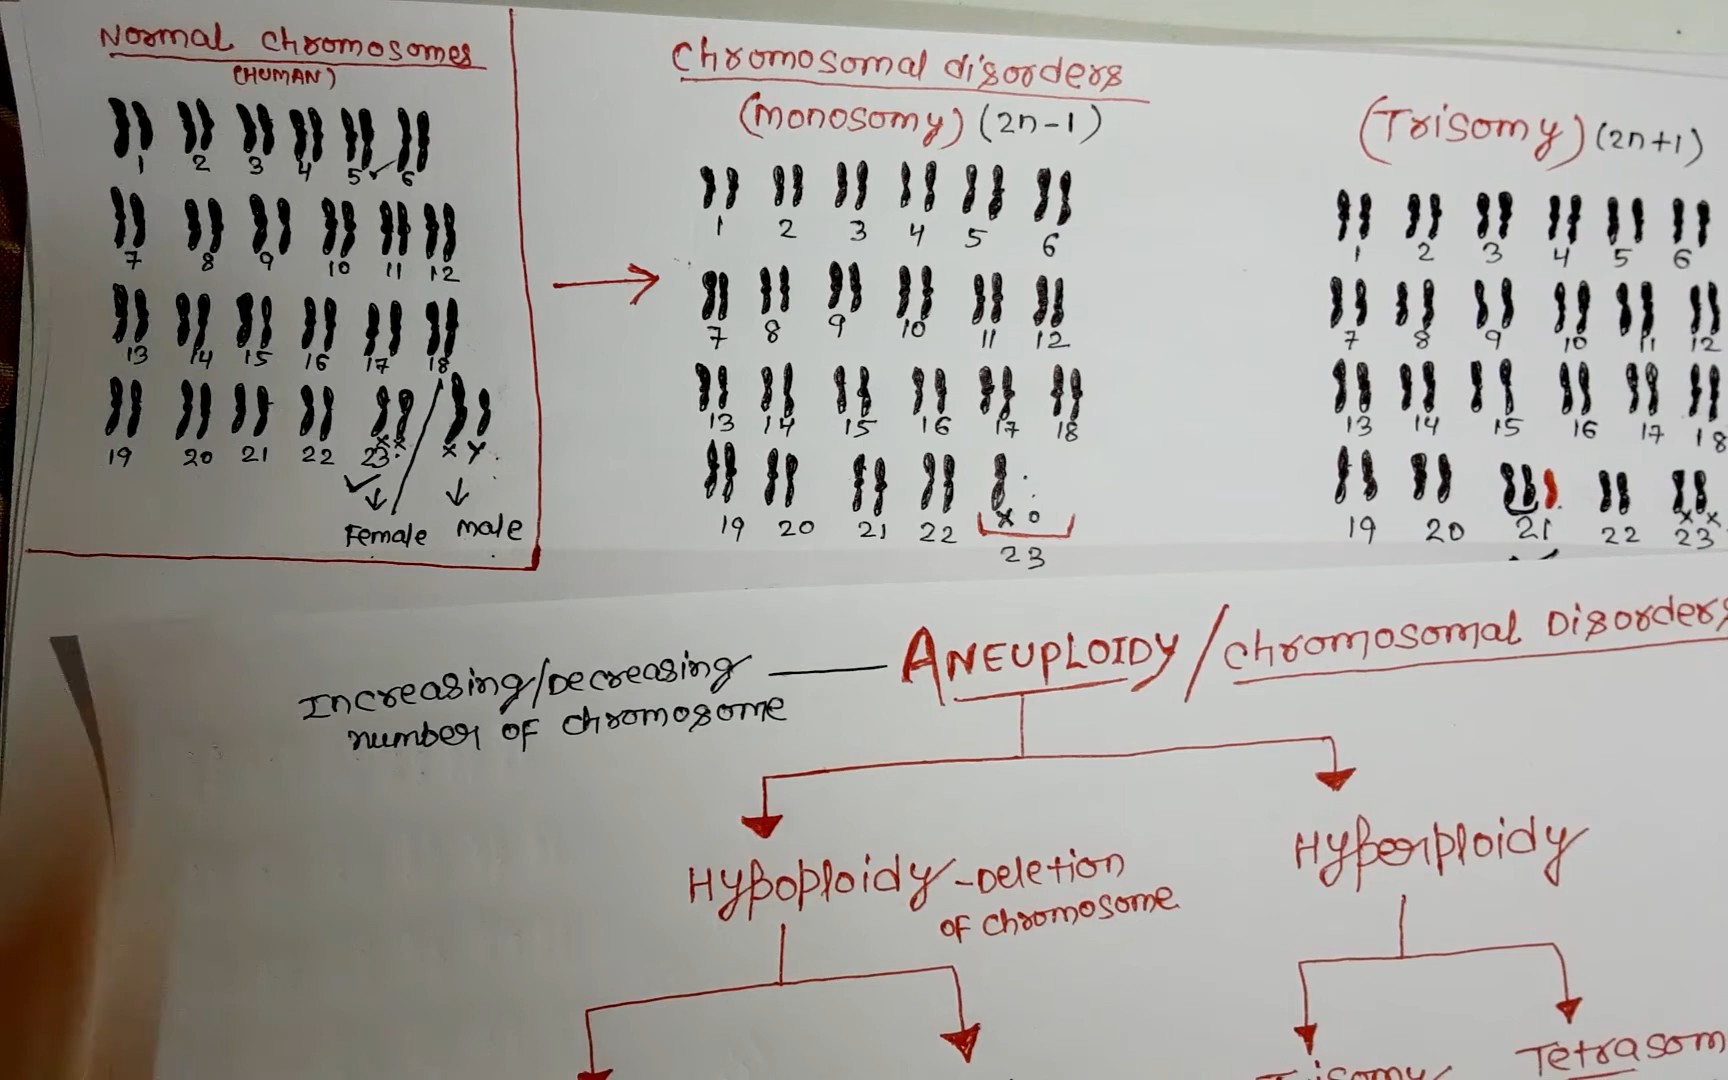 Normal chromosomes
(HUMAN)
1 2 3 4 5 6
7 8 9 10 11 12
13 14 15 16 17 18
19 20 21 22 23 x x x y
Female male
Chromosomal disorders
(monosomy) (2n-1)
1 2 3 4 5 6
7 8 9 10 11 12
13 14 15 16 17 18
x o
19 20 21 22
23
(Trisomy) (2n+1)
1 2 3 4 5 6
7 8 9 10 11 12
13 14 15 16 17 18
x x
19 20 21 22 23
ANEUPLOIDY / chromosomal Disorders
Increasing/Decreasing
number of chromosome
Hypoploidy - Deletion
of chromosome
Hyperploidy
Trisomy
Tetrasom